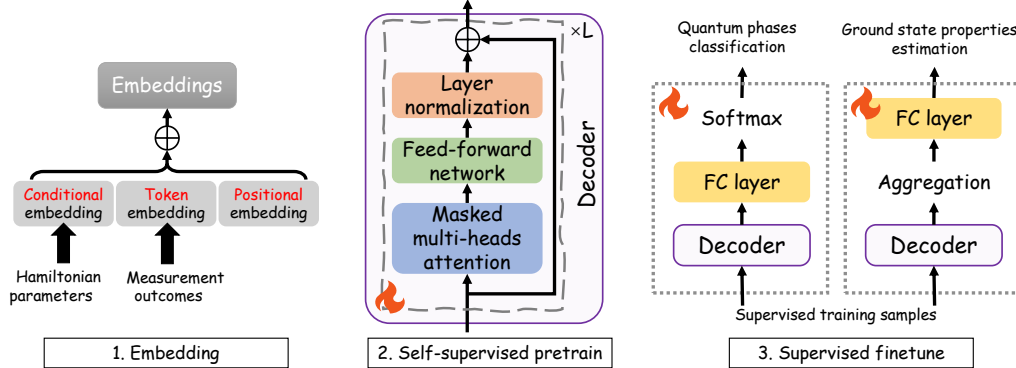 Embeddings
Conditional
embedding
Token
embedding
Positional
embedding
Hamiltonian
parameters
Measurement
outcomes
1. Embedding
×L
Layer
normalization
Feed-forward
network
Masked
multi-heads
attention
Decoder
2. Self-supervised pretrain
Quantum phases
classification
Softmax
FC layer
Decoder
Ground state properties
estimation
FC layer
Aggregation
Decoder
Supervised training samples
3. Supervised finetune